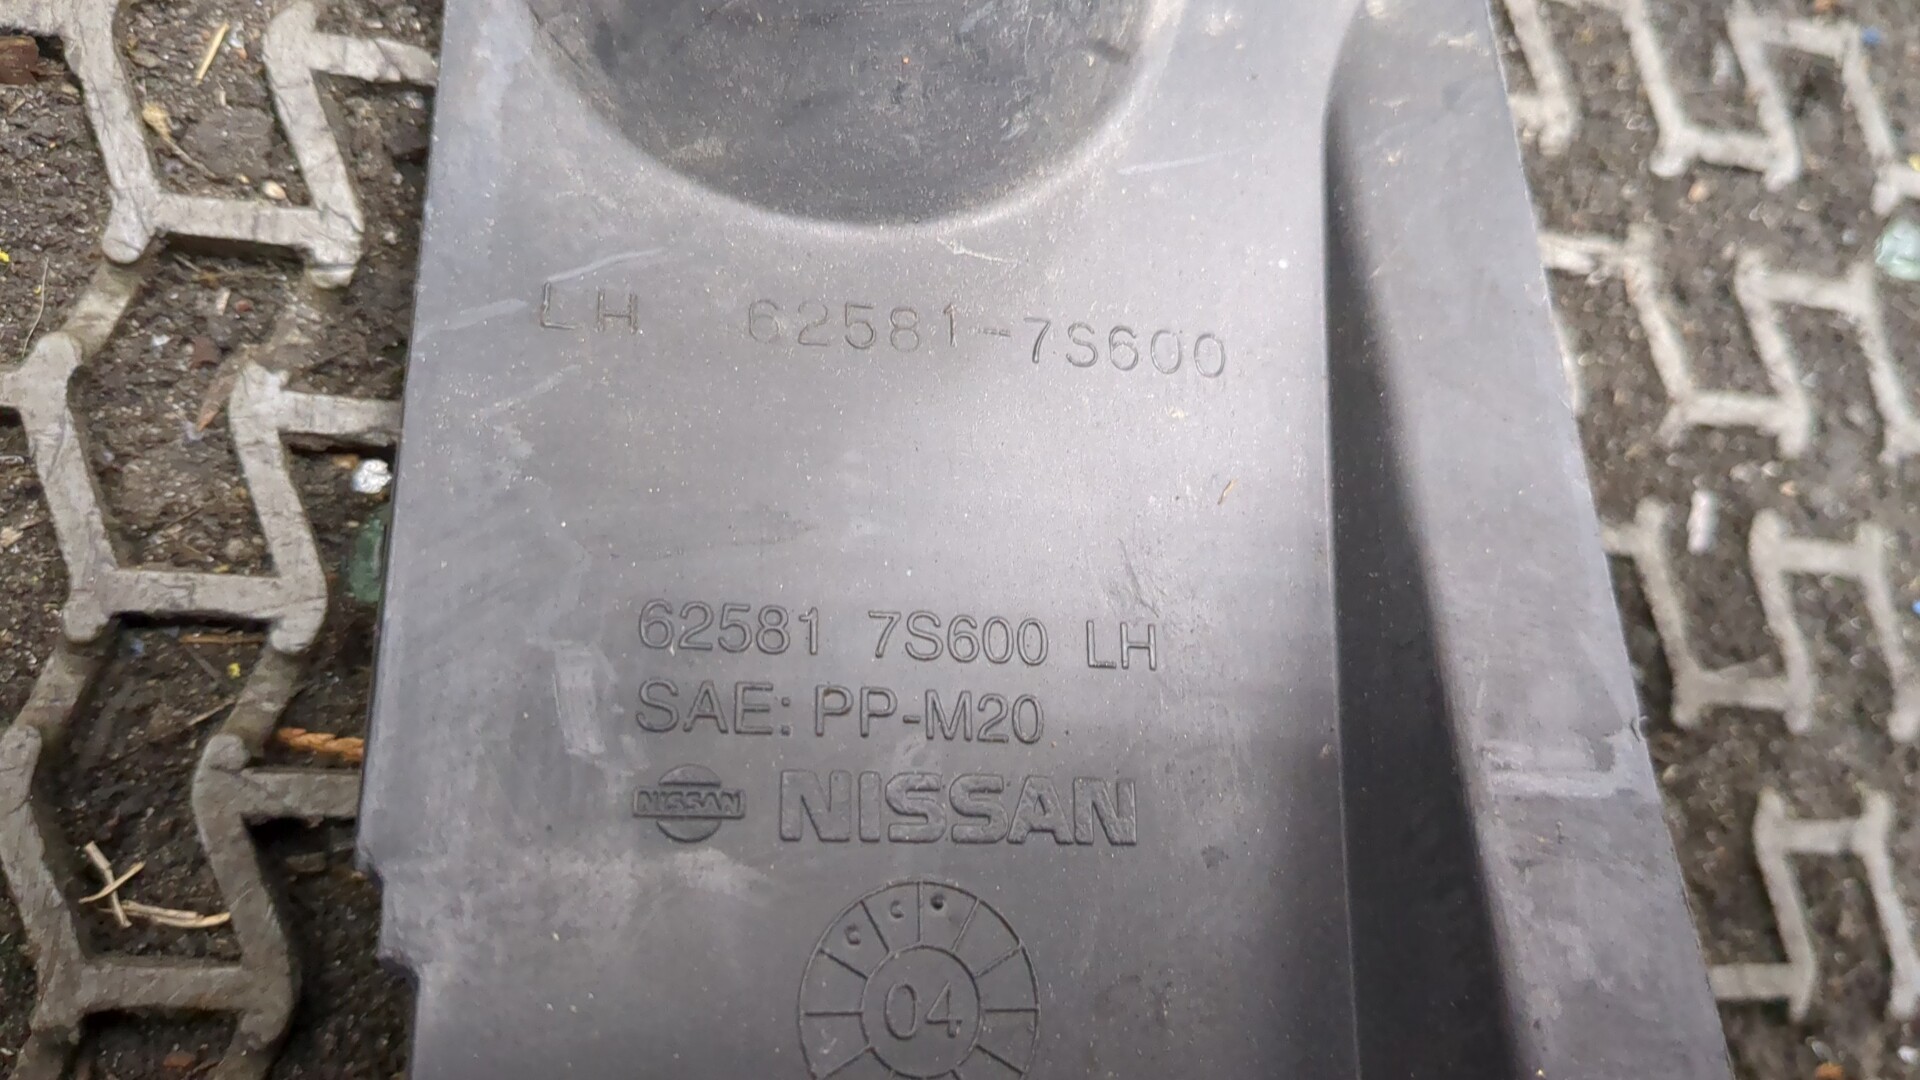 LH 62581-7S600
62581 7S600 LH
SAE: PP-M20
NISSAN NISSAN
C C C
04